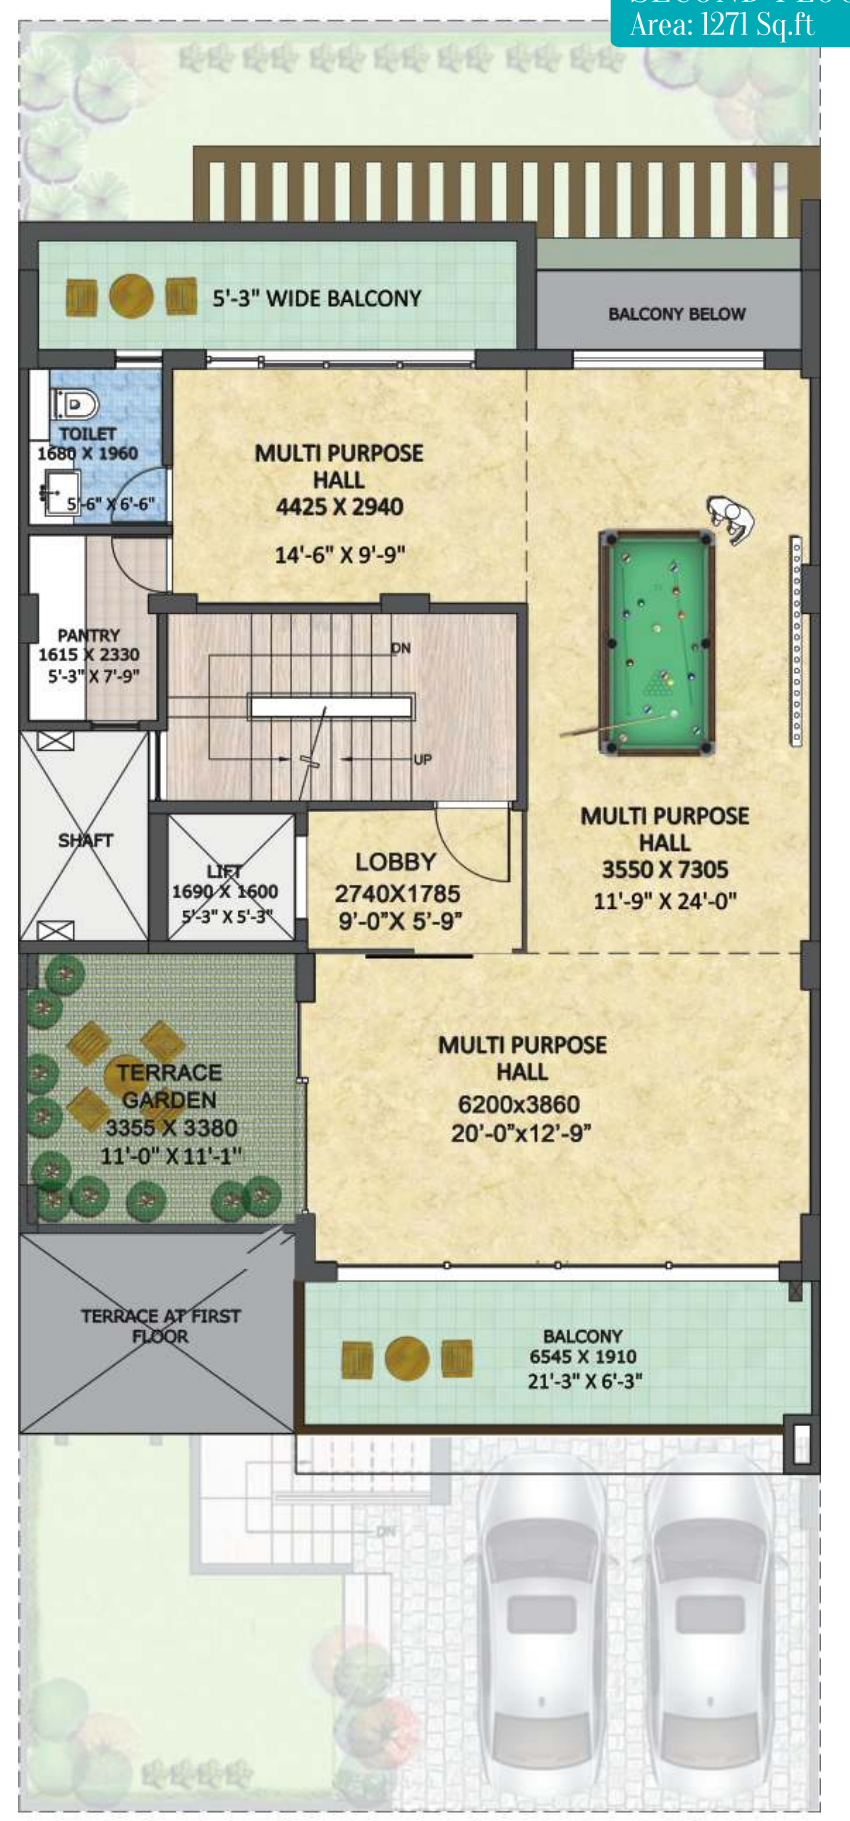 SECOND FLOO
Area: 1271 Sq.ft
5'-3" WIDE BALCONY
BALCONY BELOW
TOILET
1680 X 1960
5'-6" X 6'-6"
MULTI PURPOSE
HALL
4425 X 2940
14'-6" X 9'-9"
PANTRY
1615 X 2330
5'-3" X 7'-9"
DN
UP
SHAFT
LIFT
1690 X 1600
5'-3" X 5'-3"
LOBBY
2740X1785
9'-0"X 5'-9"
MULTI PURPOSE
HALL
3550 X 7305
11'-9" X 24'-0"
TERRACE
GARDEN
3355 X 3380
11'-0" X 11'-1"
MULTI PURPOSE
HALL
6200x3860
20'-0"x12'-9"
TERRACE AT FIRST
FLOOR
BALCONY
6545 X 1910
21'-3" X 6'-3"
DN